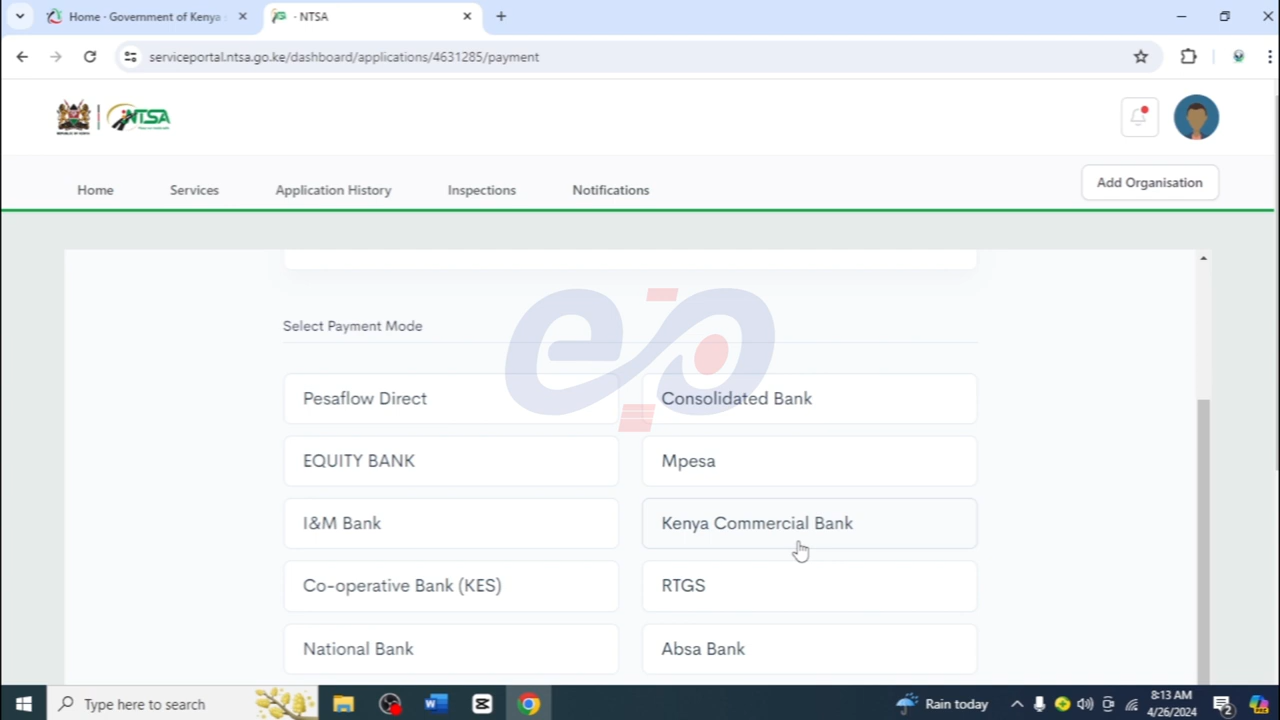 Home · Government of Kenya
· NTSA
serviceportal.ntsa.go.ke/dashboard/applications/4631285/payment
NTSA
Home
Services
Application History
Inspections
Notifications
Add Organisation
Select Payment Mode
Pesaflow Direct
Consolidated Bank
EQUITY BANK
Mpesa
I&M Bank
Kenya Commercial Bank
Co-operative Bank (KES)
RTGS
National Bank
Absa Bank
Type here to search
Rain today
8:13 AM
4/26/2024
2